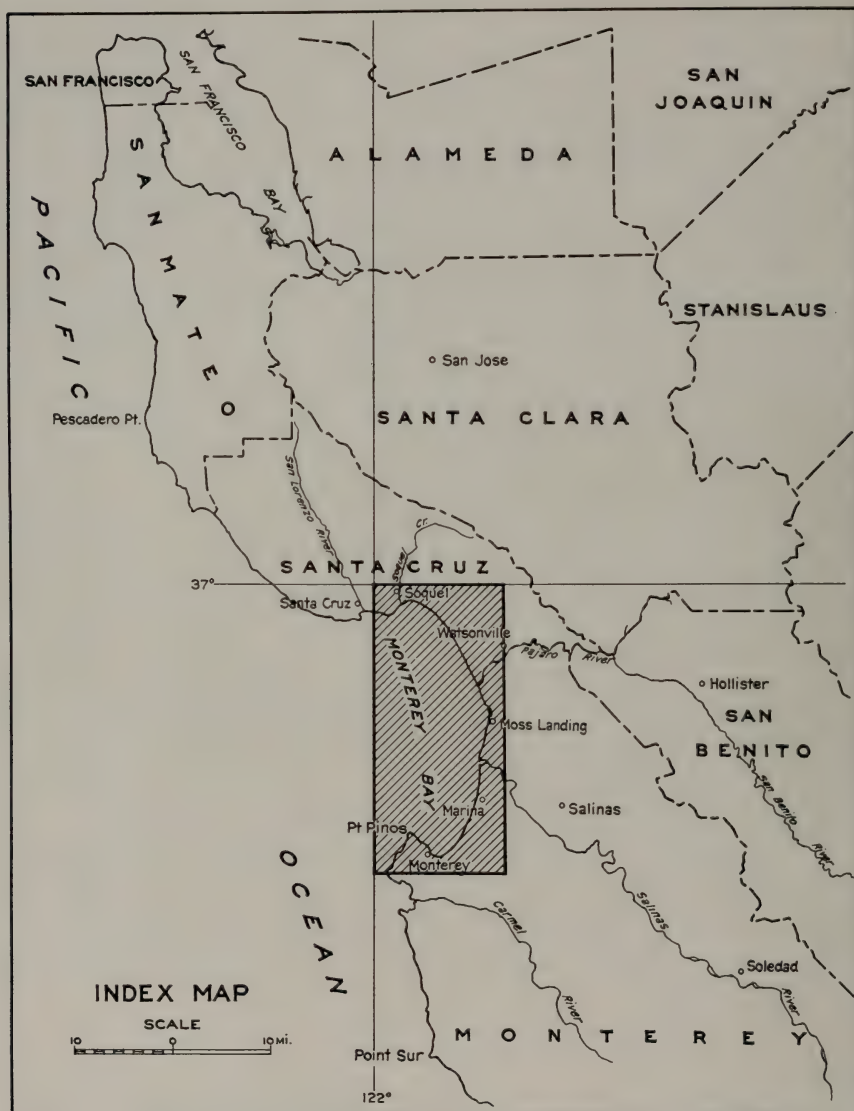 SAN FRANCISCO
SAN FRANCISCO
BAY
SAN
JOAQUIN
ALAMEDA
SAN MATEO
PACIFIC
STANISLAUS
San Jose
SANTA CLARA
Pescadero Pt.
San Lorenzo River
Soquel Cr.
SANTA CRUZ
37°
Santa Cruz
Soquel
Watsonville
Pajaro River
MONTEREY
BAY
Hollister
Moss Landing
SAN
BENITO
San Benito River
Marina
Salinas
Pt Pinos
Monterey
OCEAN
Carmel River
Salinas River
Soledad
INDEX MAP
SCALE
10 0 10 MI.
MONTEREY
Point Sur
122°